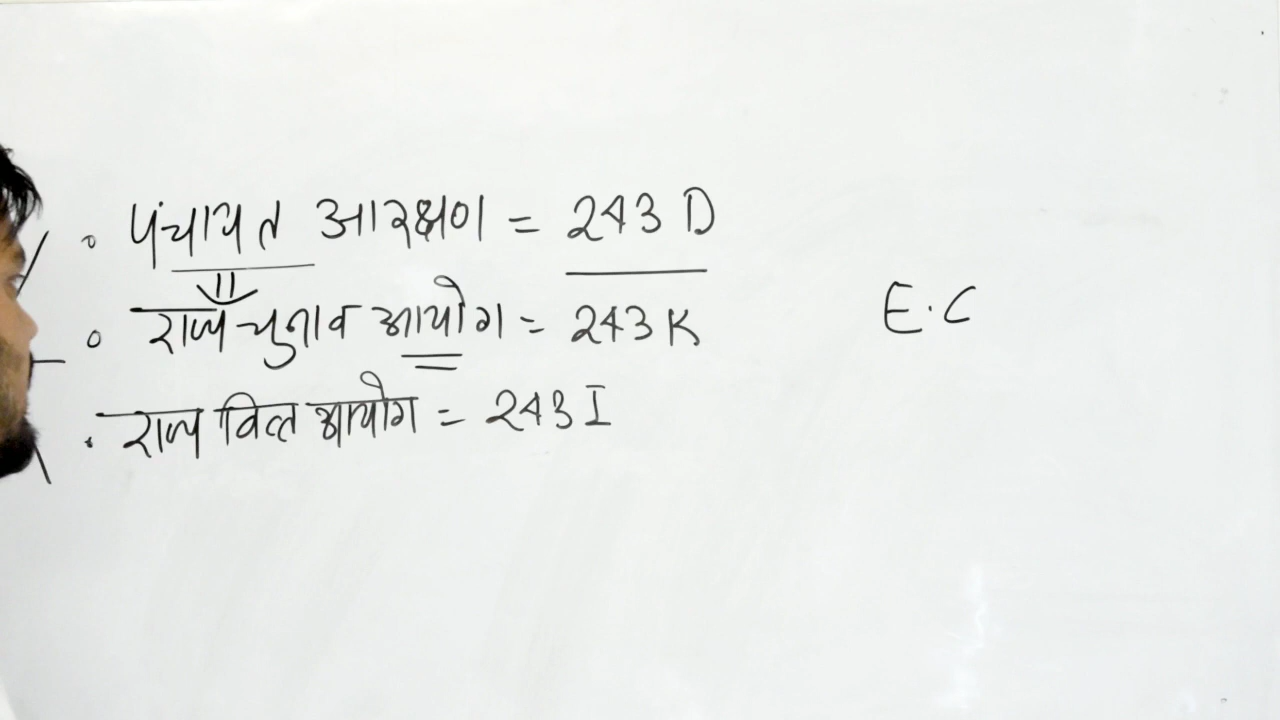 पंचायत आरक्षण = 243 D
राज्य चुनाव आयोग = 243 K
E.C
राज्य वित्त आयोग = 243 I